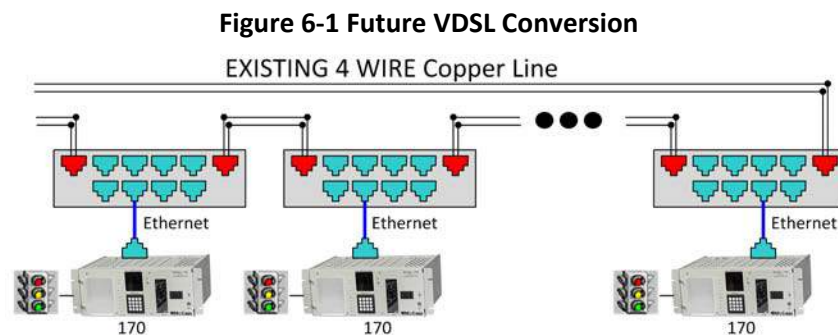 Figure 6-1 Future VDSL Conversion
EXISTING 4 WIRE Copper Line
Ethernet
Ethernet
Ethernet
170
170
170